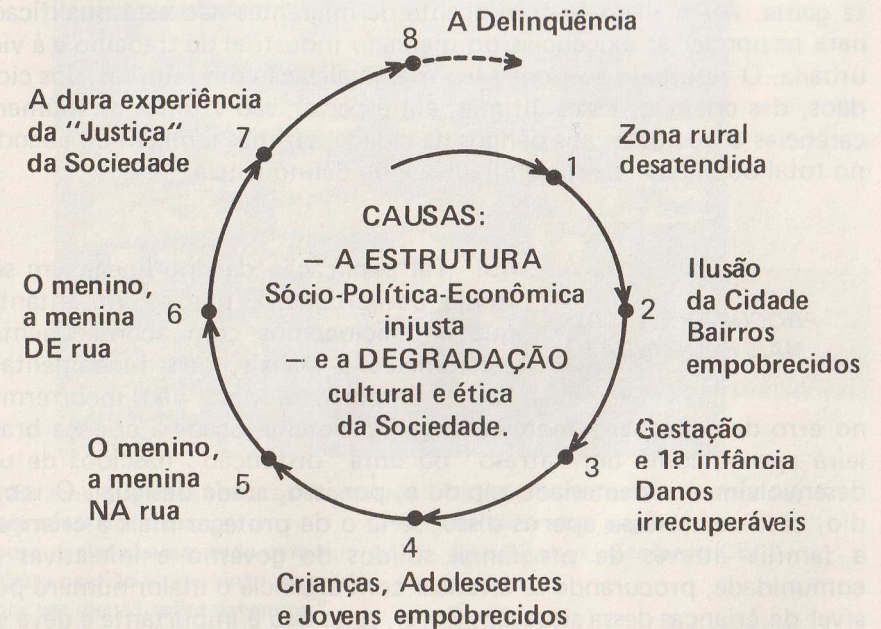 A Delinqüência
8
A dura experiência
da "Justiça"
da Sociedade
7
1
Zona rural
desatendida
CAUSAS:
— A ESTRUTURA
Sócio-Política-Econômica
injusta
— e a DEGRADAÇÃO
cultural e ética
da Sociedade.
2
Ilusão
da Cidade
Bairros
empobrecidos
O menino,
a menina
DE rua
6
3
Gestação
e 1ª infância
Danos
irrecuperáveis
O menino,
a menina
NA rua
5
4
Crianças, Adolescentes
e Jovens empobrecidos